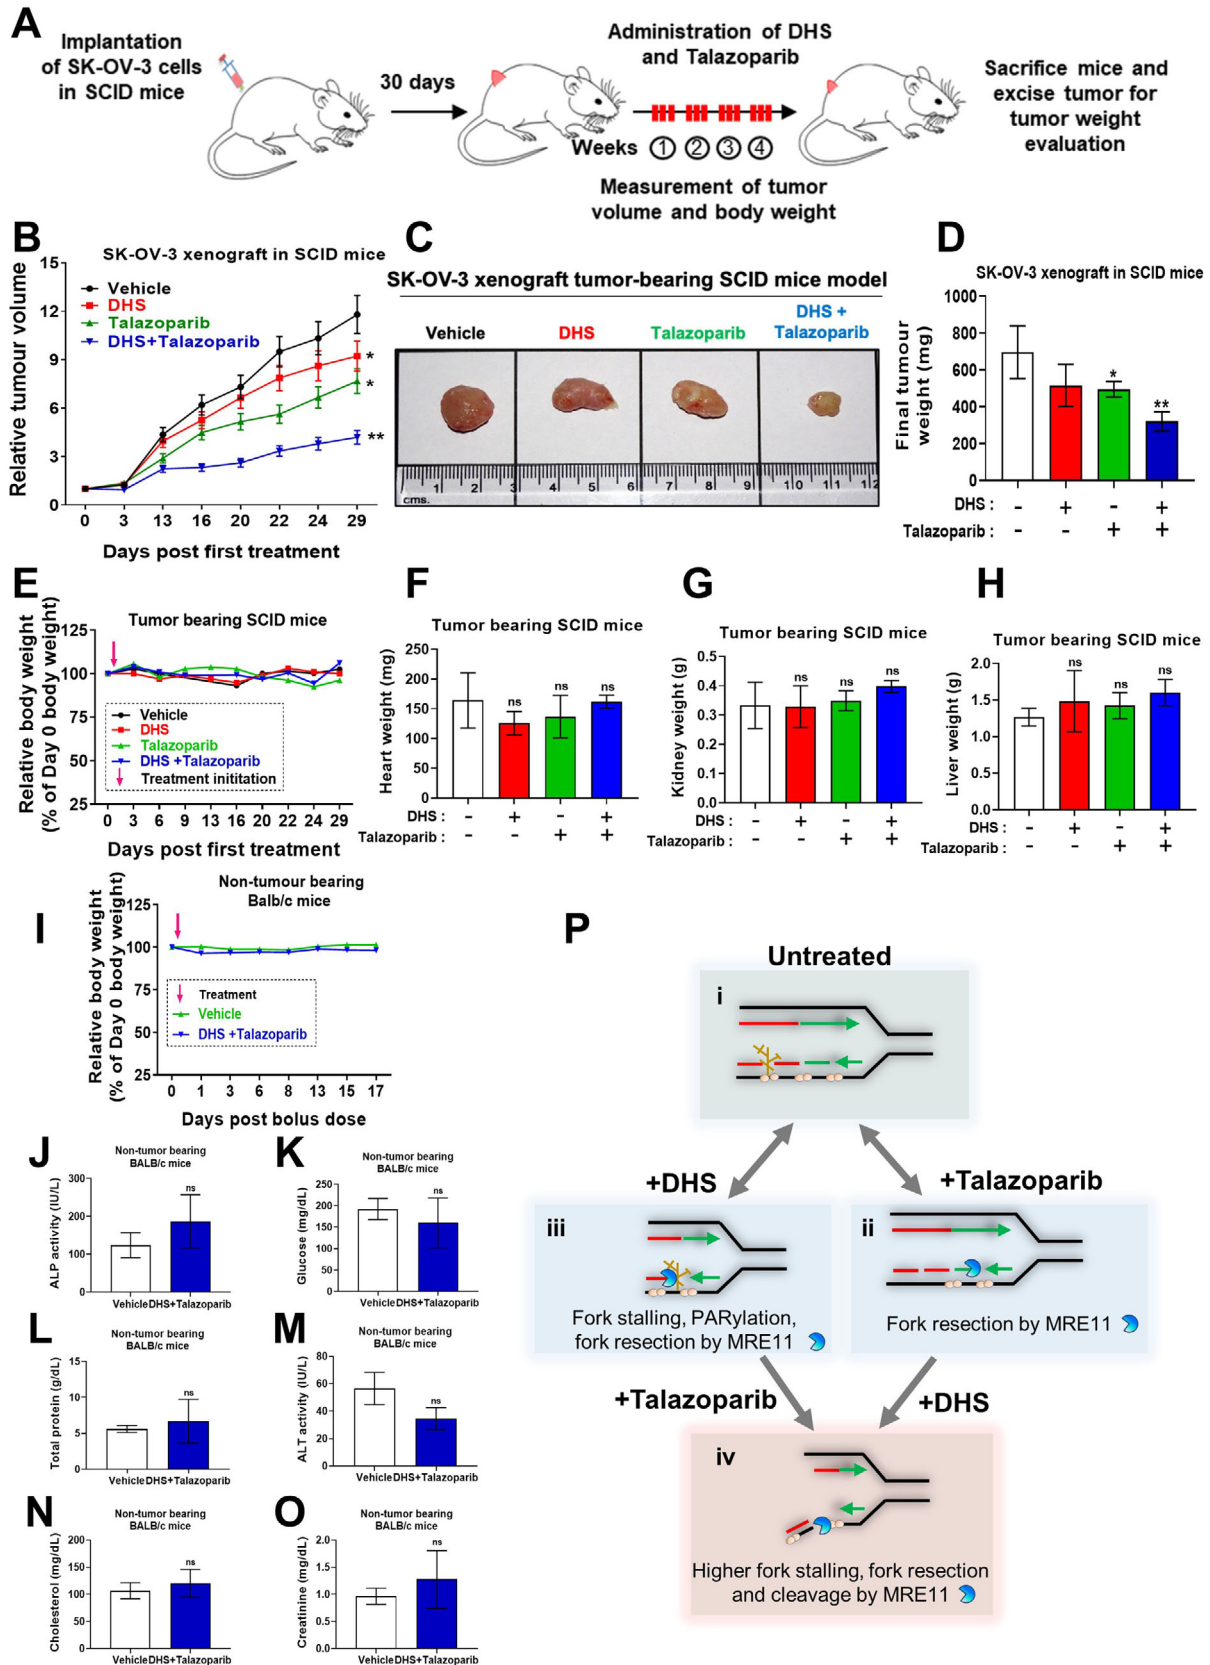 A
Implantation
of SK-OV-3 cells
in SCID mice
30 days
Administration of DHS
and Talazoparib
Weeks 1 2 3 4
Measurement of tumor
volume and body weight
Sacrifice mice and
excise tumor for
tumor weight
evaluation
B
SK-OV-3 xenograft in SCID mice
Relative tumour volume
15
12
9
6
3
0
Vehicle
DHS
Talazoparib
DHS+Talazoparib
*
*
**
0 3 13 16 20 22 24 29
Days post first treatment
C
SK-OV-3 xenograft tumor-bearing SCID mice model
Vehicle DHS Talazoparib DHS +
Talazoparib
1 2 3 4 5 6 7 8 9 10 11 12
cms.
D
SK-OV-3 xenograft in SCID mice
Final tumour
weight (mg)
1000
800
600
400
200
0
*
**
DHS : - + - +
Talazoparib : - - + +
E
Tumor bearing SCID mice
Relative body weight
(% of Day 0 body weight)
125
100
75
50
25
Vehicle
DHS
Talazoparib
DHS +Talazoparib
Treatment inititation
0 3 6 9 13 16 20 22 24 29
Days post first treatment
F
Tumor bearing SCID mice
Heart weight (mg)
250
200
150
100
50
0
ns ns ns
DHS : - + - +
Talazoparib : - - + +
G
Tumor bearing SCID mice
Kidney weight (g)
0.5
0.4
0.3
0.2
0.1
0.0
ns ns ns
DHS : - + - +
Talazoparib : - - + +
H
Tumor bearing SCID mice
Liver weight (g)
2.0
1.5
1.0
0.5
0.0
ns ns ns
DHS : - + - +
Talazoparib : - - + +
I
Non-tumour bearing
Balb/c mice
Relative body weight
(% of Day 0 body weight)
125
100
75
50
25
Treatment
Vehicle
DHS +Talazoparib
0 1 3 6 8 13 15 17
Days post bolus dose
J
Non-tumor bearing
BALB/c mice
ALP activity (IU/L)
300
200
100
0
ns
Vehicle DHS+Talazoparib
K
Non-tumor bearing
BALB/c mice
Glucose (mg/dL)
250
200
150
100
50
0
ns
Vehicle DHS+Talazoparib
L
Non-tumor bearing
BALB/c mice
Total protein (g/dL)
15
10
5
0
ns
Vehicle DHS+Talazoparib
M
Non-tumor bearing
BALB/c mice
ALT activity (IU/L)
80
60
40
20
0
ns
Vehicle DHS+Talazoparib
N
Non-tumor bearing
BALB/c mice
Cholesterol (mg/dL)
200
150
100
50
0
ns
Vehicle DHS+Talazoparib
O
Non-tumor bearing
BALB/c mice
Creatinine (mg/dL)
2.0
1.5
1.0
0.5
0.0
ns
Vehicle DHS+Talazoparib
P
Untreated
i
+DHS
+Talazoparib
iii
Fork stalling, PARylation,
fork resection by MRE11
ii
Fork resection by MRE11
+Talazoparib
+DHS
iv
Higher fork stalling, fork resection
and cleavage by MRE11